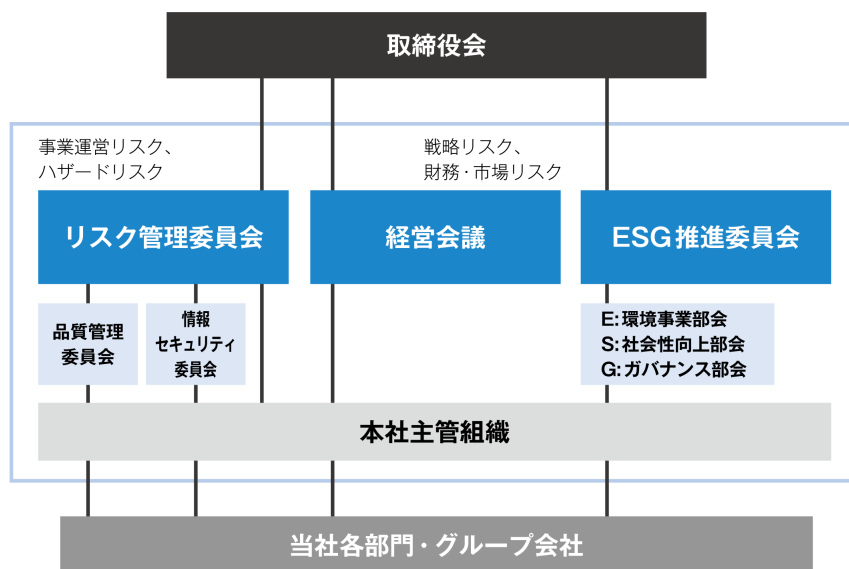 取締役会
事業運営リスク、
ハザードリスク
戦略リスク、
財務・市場リスク
リスク管理委員会
経営会議
ESG推進委員会
品質管理
委員会
情報
セキュリティ
委員会
E:環境事業部会
S:社会性向上部会
G:ガバナンス部会
本社主管組織
当社各部門・グループ会社